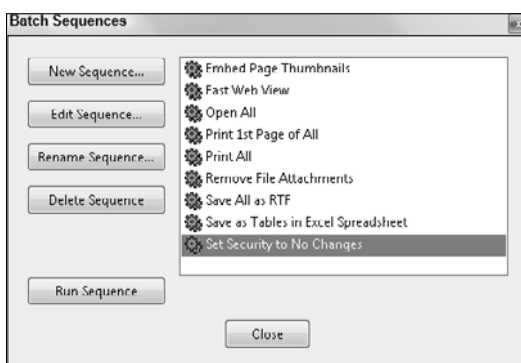 Batch Sequences
New Sequence...
Edit Sequence...
Rename Sequence...
Delete Sequence
Run Sequence
Embed Page Thumbnails
Fast Web View
Open All
Print 1st Page of All
Print All
Remove File Attachments
Save All as RTF
Save as Tables in Excel Spreadsheet
Set Security to No Changes
Close